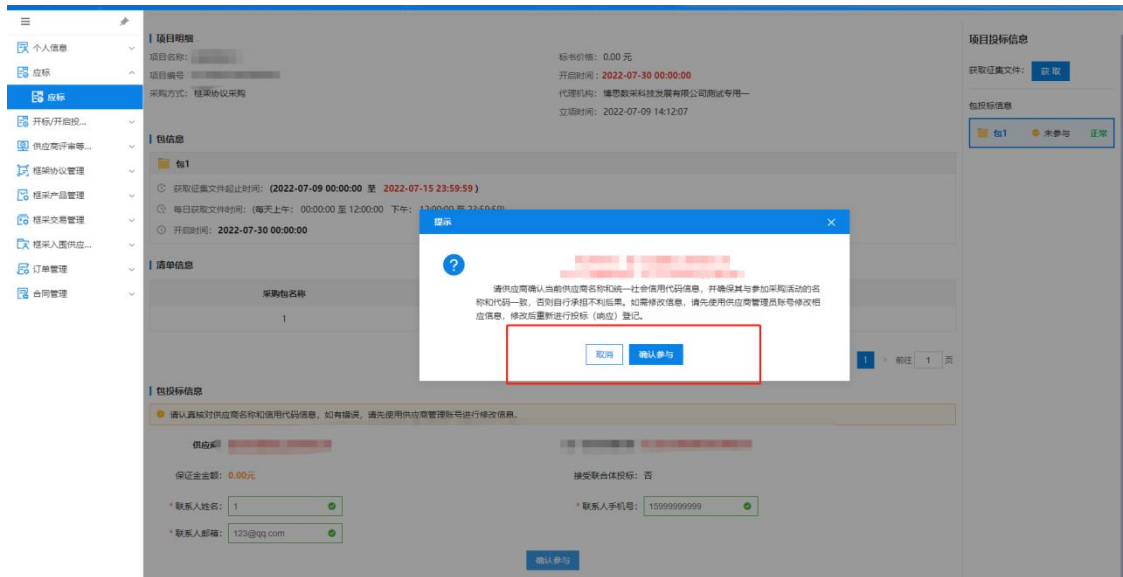 个人信息
应标
应标
开标/开启投...
供应商评审等...
框架协议管理
框采产品管理
框采交易管理
框采入围供应...
订单管理
合同管理
项目明细
项目名称：
标书价格：0.00 元
项目编号
开启时间：2022-07-30 00:00:00
采购方式：框架协议采购
代理机构：博思数采科技发展有限公司测试专用一
立项时间：2022-07-09 14:12:07
包信息
包1
获取征集文件起止时间：(2022-07-09 00:00:00 至 2022-07-15 23:59:59 )
每日获取文件时间：(每天上午： 00:00:00 至 12:00:00 下午： 12:00:00 至 23:59:59)
开启时间：2022-07-30 00:00:00
清单信息
采购包名称
1
提示
请供应商确认当前供应商名称和统一社会信用代码信息，并确保其与参加采购活动的名
称和代码一致，否则自行承担不利后果。如需修改信息，请先使用供应商管理员账号修改相
应信息，修改后重新进行投标（响应）登记。
取消
确认参与
1 > 前往 1 页
包投标信息
请认真核对供应商名称和信用代码信息，如有错误，请先使用供应商管理账号进行修改信息。
供应商
保证金金额：0.00元
接受联合体投标：否
*联系人姓名：1
*联系人手机号：15999999999
*联系人邮箱：123@qq.com
确认参与
项目投标信息
获取征集文件：获 取
包投标信息
包1 未参与 正常